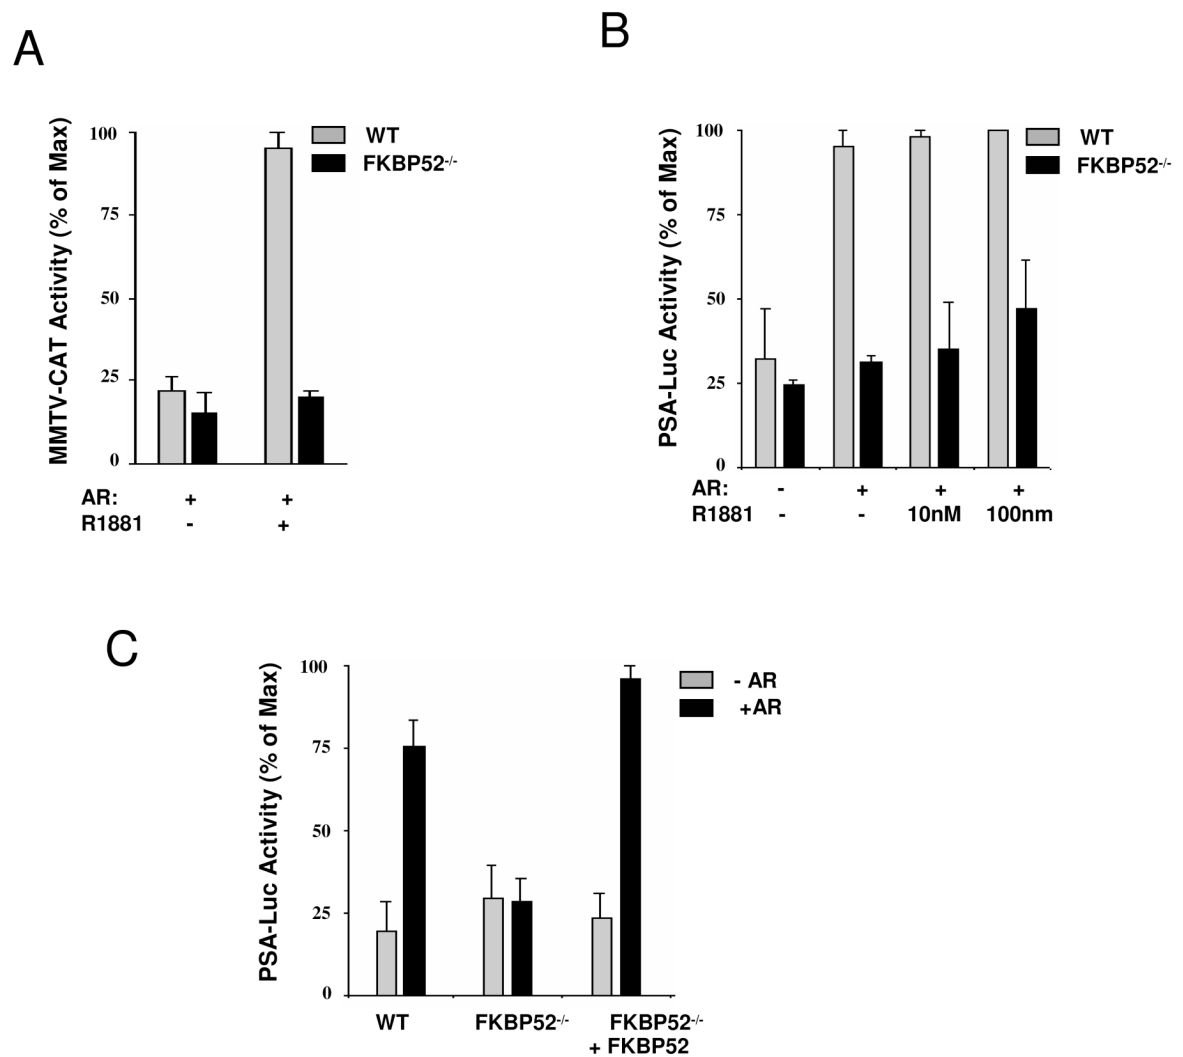 A
MMTV-CAT Activity (% of Max)
100
75
50
25
0
WT
FKBP52-/-
AR: + +
R1881 - +
B
PSA-Luc Activity (% of Max)
100
75
50
25
0
WT
FKBP52-/-
AR: - + + +
R1881 - - 10nM 100nm
C
PSA-Luc Activity (% of Max)
100
75
50
25
0
- AR
+AR
WT FKBP52-/- FKBP52-/-
+ FKBP52